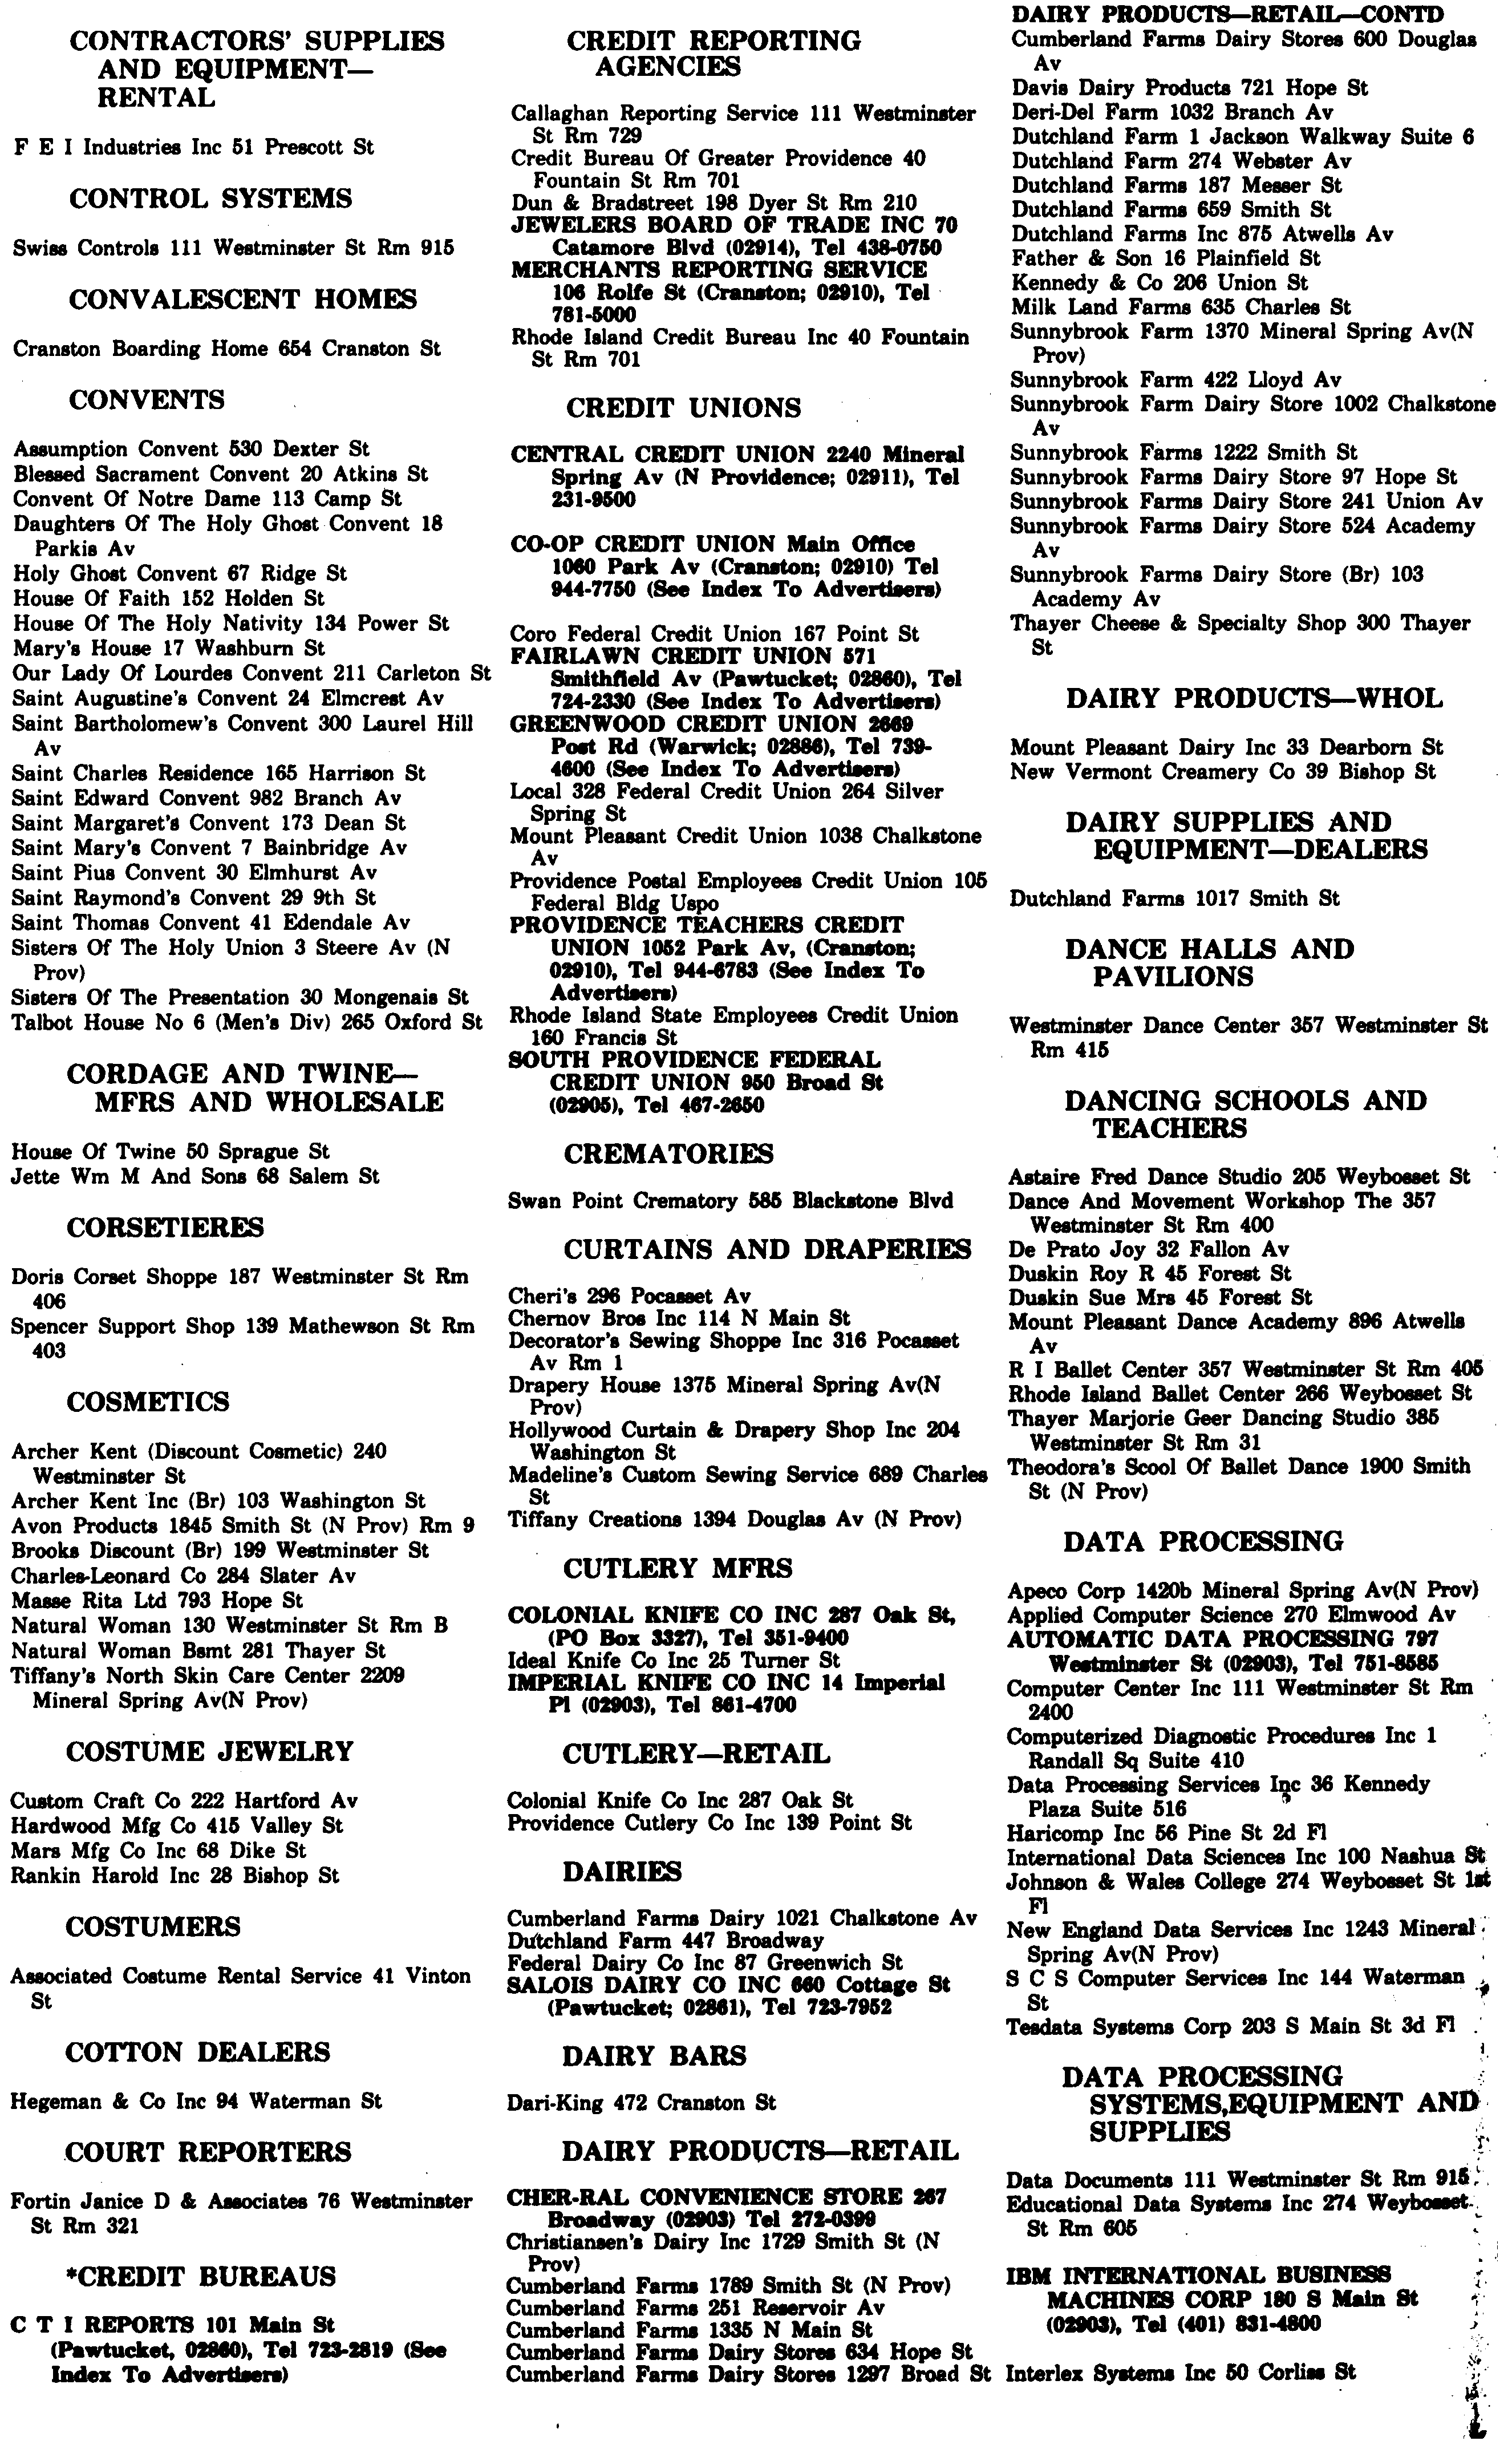 CONTRACTORS' SUPPLIES
AND EQUIPMENT—
RENTAL
F E I Industries Inc 51 Prescott St
CONTROL SYSTEMS
Swiss Controls 111 Westminster St Rm 915
CONVALESCENT HOMES
Cranston Boarding Home 654 Cranston St
CONVENTS
Assumption Convent 530 Dexter St
Blessed Sacrament Convent 20 Atkins St
Convent Of Notre Dame 113 Camp St
Daughters Of The Holy Ghost Convent 18
Parkis Av
Holy Ghost Convent 67 Ridge St
House Of Faith 152 Holden St
House Of The Holy Nativity 134 Power St
Mary's House 17 Washburn St
Our Lady Of Lourdes Convent 211 Carleton St
Saint Augustine's Convent 24 Elmcrest Av
Saint Bartholomew's Convent 300 Laurel Hill
Av
Saint Charles Residence 165 Harrison St
Saint Edward Convent 982 Branch Av
Saint Margaret's Convent 173 Dean St
Saint Mary's Convent 7 Bainbridge Av
Saint Pius Convent 30 Elmhurst Av
Saint Raymond's Convent 29 9th St
Saint Thomas Convent 41 Edendale Av
Sisters Of The Holy Union 3 Steere Av (N
Prov)
Sisters Of The Presentation 30 Mongenais St
Talbot House No 6 (Men's Div) 265 Oxford St
CORDAGE AND TWINE—
MFRS AND WHOLESALE
House Of Twine 50 Sprague St
Jette Wm M And Sons 68 Salem St
CORSETIERES
Doris Corset Shoppe 187 Westminster St Rm
406
Spencer Support Shop 139 Mathewson St Rm
403
COSMETICS
Archer Kent (Discount Cosmetic) 240
Westminster St
Archer Kent Inc (Br) 103 Washington St
Avon Products 1845 Smith St (N Prov) Rm 9
Brooks Discount (Br) 199 Westminster St
Charles-Leonard Co 284 Slater Av
Masse Rita Ltd 793 Hope St
Natural Woman 130 Westminster St Rm B
Natural Woman Bsmt 281 Thayer St
Tiffany's North Skin Care Center 2209
Mineral Spring Av(N Prov)
COSTUME JEWELRY
Custom Craft Co 222 Hartford Av
Hardwood Mfg Co 415 Valley St
Mars Mfg Co Inc 68 Dike St
Rankin Harold Inc 28 Bishop St
COSTUMERS
Associated Costume Rental Service 41 Vinton
St
COTTON DEALERS
Hegeman & Co Inc 94 Waterman St
COURT REPORTERS
Fortin Janice D & Associates 76 Westminster
St Rm 321
*CREDIT BUREAUS
C T I REPORTS 101 Main St
(Pawtucket, 02860), Tel 723-2819 (See
Index To Advertisers)
CREDIT REPORTING
AGENCIES
Callaghan Reporting Service 111 Westminster
St Rm 729
Credit Bureau Of Greater Providence 40
Fountain St Rm 701
Dun & Bradstreet 198 Dyer St Rm 210
JEWELERS BOARD OF TRADE INC 70
Catamore Blvd (02914), Tel 438-0750
MERCHANTS REPORTING SERVICE
106 Rolfe St (Cranston; 02910), Tel
781-5000
Rhode Island Credit Bureau Inc 40 Fountain
St Rm 701
CREDIT UNIONS
CENTRAL CREDIT UNION 2240 Mineral
Spring Av (N Providence; 02911), Tel
231-9500
CO-OP CREDIT UNION Main Office
1060 Park Av (Cranston; 02910) Tel
944-7750 (See Index To Advertisers)
Coro Federal Credit Union 167 Point St
FAIRLAWN CREDIT UNION 571
Smithfield Av (Pawtucket; 02860), Tel
724-2330 (See Index To Advertisers)
GREENWOOD CREDIT UNION 2669
Post Rd (Warwick; 02886), Tel 739-
4600 (See Index To Advertisers)
Local 328 Federal Credit Union 264 Silver
Spring St
Mount Pleasant Credit Union 1038 Chalkstone
Av
Providence Postal Employees Credit Union 105
Federal Bldg Uspo
PROVIDENCE TEACHERS CREDIT
UNION 1052 Park Av, (Cranston;
02910), Tel 944-6783 (See Index To
Advertisers)
Rhode Island State Employees Credit Union
160 Francis St
SOUTH PROVIDENCE FEDERAL
CREDIT UNION 950 Broad St
(02905), Tel 467-2650
CREMATORIES
Swan Point Crematory 585 Blackstone Blvd
CURTAINS AND DRAPERIES
Cheri's 296 Pocasset Av
Chernov Bros Inc 114 N Main St
Decorator's Sewing Shoppe Inc 316 Pocasset
Av Rm 1
Drapery House 1375 Mineral Spring Av(N
Prov)
Hollywood Curtain & Drapery Shop Inc 204
Washington St
Madeline's Custom Sewing Service 689 Charles
St
Tiffany Creations 1394 Douglas Av (N Prov)
CUTLERY MFRS
COLONIAL KNIFE CO INC 287 Oak St,
(PO Box 3327), Tel 351-9400
Ideal Knife Co Inc 25 Turner St
IMPERIAL KNIFE CO INC 14 Imperial
Pl (02903), Tel 861-4700
CUTLERY—RETAIL
Colonial Knife Co Inc 287 Oak St
Providence Cutlery Co Inc 139 Point St
DAIRIES
Cumberland Farms Dairy 1021 Chalkstone Av
Dutchland Farm 447 Broadway
Federal Dairy Co Inc 87 Greenwich St
SALOIS DAIRY CO INC 660 Cottage St
(Pawtucket; 02861), Tel 723-7952
DAIRY BARS
Dari-King 472 Cranston St
DAIRY PRODUCTS—RETAIL
CHER-RAL CONVENIENCE STORE 267
Broadway (02903) Tel 272-0399
Christiansen's Dairy Inc 1729 Smith St (N
Prov)
Cumberland Farms 1789 Smith St (N Prov)
Cumberland Farms 251 Reservoir Av
Cumberland Farms 1335 N Main St
Cumberland Farms Dairy Stores 634 Hope St
Cumberland Farms Dairy Stores 1297 Broad St
DAIRY PRODUCTS—RETAIL—CONTD
Cumberland Farms Dairy Stores 600 Douglas
Av
Davis Dairy Products 721 Hope St
Deri-Del Farm 1032 Branch Av
Dutchland Farm 1 Jackson Walkway Suite 6
Dutchland Farm 274 Webster Av
Dutchland Farms 187 Messer St
Dutchland Farms 659 Smith St
Dutchland Farms Inc 875 Atwells Av
Father & Son 16 Plainfield St
Kennedy & Co 206 Union St
Milk Land Farms 635 Charles St
Sunnybrook Farm 1370 Mineral Spring Av(N
Prov)
Sunnybrook Farm 422 Lloyd Av
Sunnybrook Farm Dairy Store 1002 Chalkstone
Av
Sunnybrook Farms 1222 Smith St
Sunnybrook Farms Dairy Store 97 Hope St
Sunnybrook Farms Dairy Store 241 Union Av
Sunnybrook Farms Dairy Store 524 Academy
Av
Sunnybrook Farms Dairy Store (Br) 103
Academy Av
Thayer Cheese & Specialty Shop 300 Thayer
St
DAIRY PRODUCTS—WHOL
Mount Pleasant Dairy Inc 33 Dearborn St
New Vermont Creamery Co 39 Bishop St
DAIRY SUPPLIES AND
EQUIPMENT—DEALERS
Dutchland Farms 1017 Smith St
DANCE HALLS AND
PAVILIONS
Westminster Dance Center 357 Westminster St
Rm 415
DANCING SCHOOLS AND
TEACHERS
Astaire Fred Dance Studio 205 Weybosset St
Dance And Movement Workshop The 357
Westminster St Rm 400
De Prato Joy 32 Fallon Av
Duskin Roy R 45 Forest St
Duskin Sue Mrs 45 Forest St
Mount Pleasant Dance Academy 896 Atwells
Av
R I Ballet Center 357 Westminster St Rm 405
Rhode Island Ballet Center 266 Weybosset St
Thayer Marjorie Geer Dancing Studio 385
Westminster St Rm 31
Theodora's Scool Of Ballet Dance 1900 Smith
St (N Prov)
DATA PROCESSING
Apeco Corp 1420b Mineral Spring Av(N Prov)
Applied Computer Science 270 Elmwood Av
AUTOMATIC DATA PROCESSING 797
Westminster St (02903), Tel 751-8585
Computer Center Inc 111 Westminster St Rm
2400
Computerized Diagnostic Procedures Inc 1
Randall Sq Suite 410
Data Processing Services Inc 36 Kennedy
Plaza Suite 516
Haricomp Inc 56 Pine St 2d Fl
International Data Sciences Inc 100 Nashua St
Johnson & Wales College 274 Weybosset St 1st
Fl
New England Data Services Inc 1243 Mineral
Spring Av(N Prov)
S C S Computer Services Inc 144 Waterman
St
Tesdata Systems Corp 203 S Main St 3d Fl
DATA PROCESSING
SYSTEMS,EQUIPMENT AND
SUPPLIES
Data Documents 111 Westminster St Rm 915
Educational Data Systems Inc 274 Weybosset
St Rm 605
IBM INTERNATIONAL BUSINESS
MACHINES CORP 180 S Main St
(02903), Tel (401) 831-4800
Interlex Systems Inc 50 Corliss St